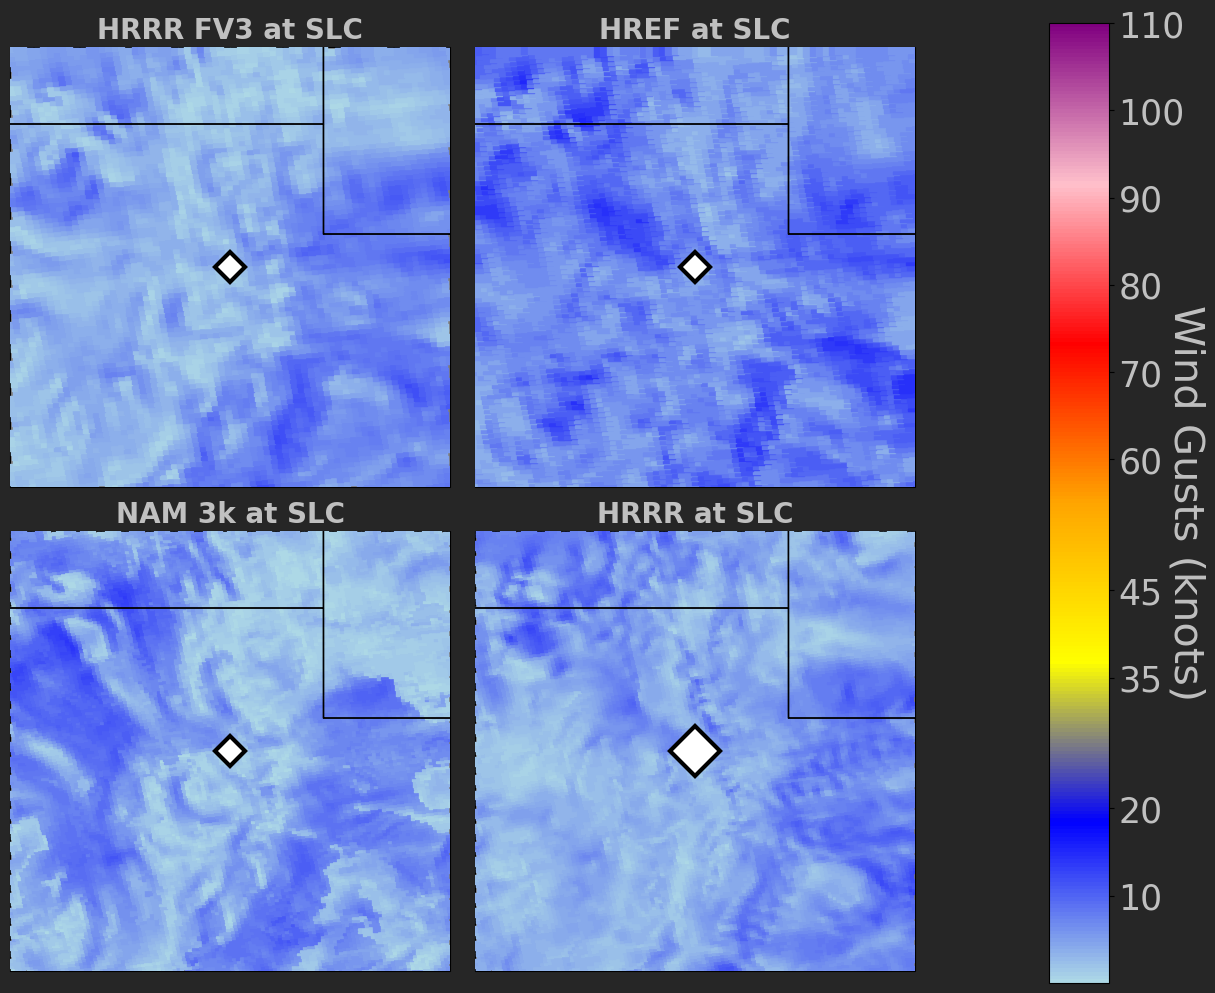 HRRR FV3 at SLC
HREF at SLC
NAM 3k at SLC
HRRR at SLC
110
100
90
80
70
60
45
35
20
10
Wind Gusts (knots)